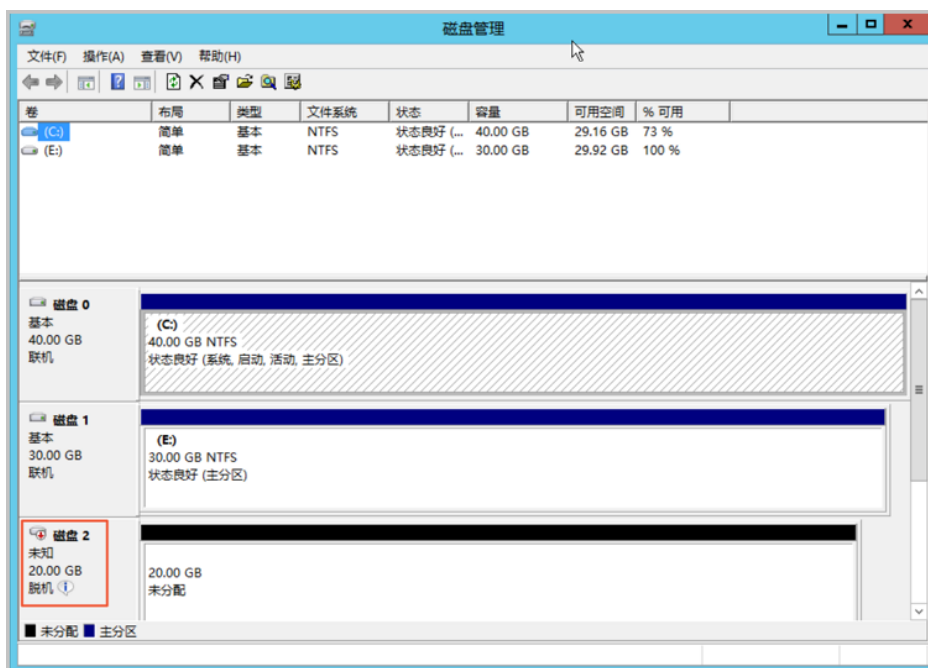 磁盘管理
文件(F) 操作(A) 查看(V) 帮助(H)
卷 布局 类型 文件系统 状态 容量 可用空间 % 可用
(C:) 简单 基本 NTFS 状态良好 (... 40.00 GB 29.16 GB 73 %
(E:) 简单 基本 NTFS 状态良好 (... 30.00 GB 29.92 GB 100 %
磁盘 0
基本
40.00 GB
联机
(C:)
40.00 GB NTFS
状态良好 (系统, 启动, 活动, 主分区)
磁盘 1
基本
30.00 GB
联机
(E:)
30.00 GB NTFS
状态良好 (主分区)
磁盘 2
未知
20.00 GB
脱机
20.00 GB
未分配
未分配 主分区